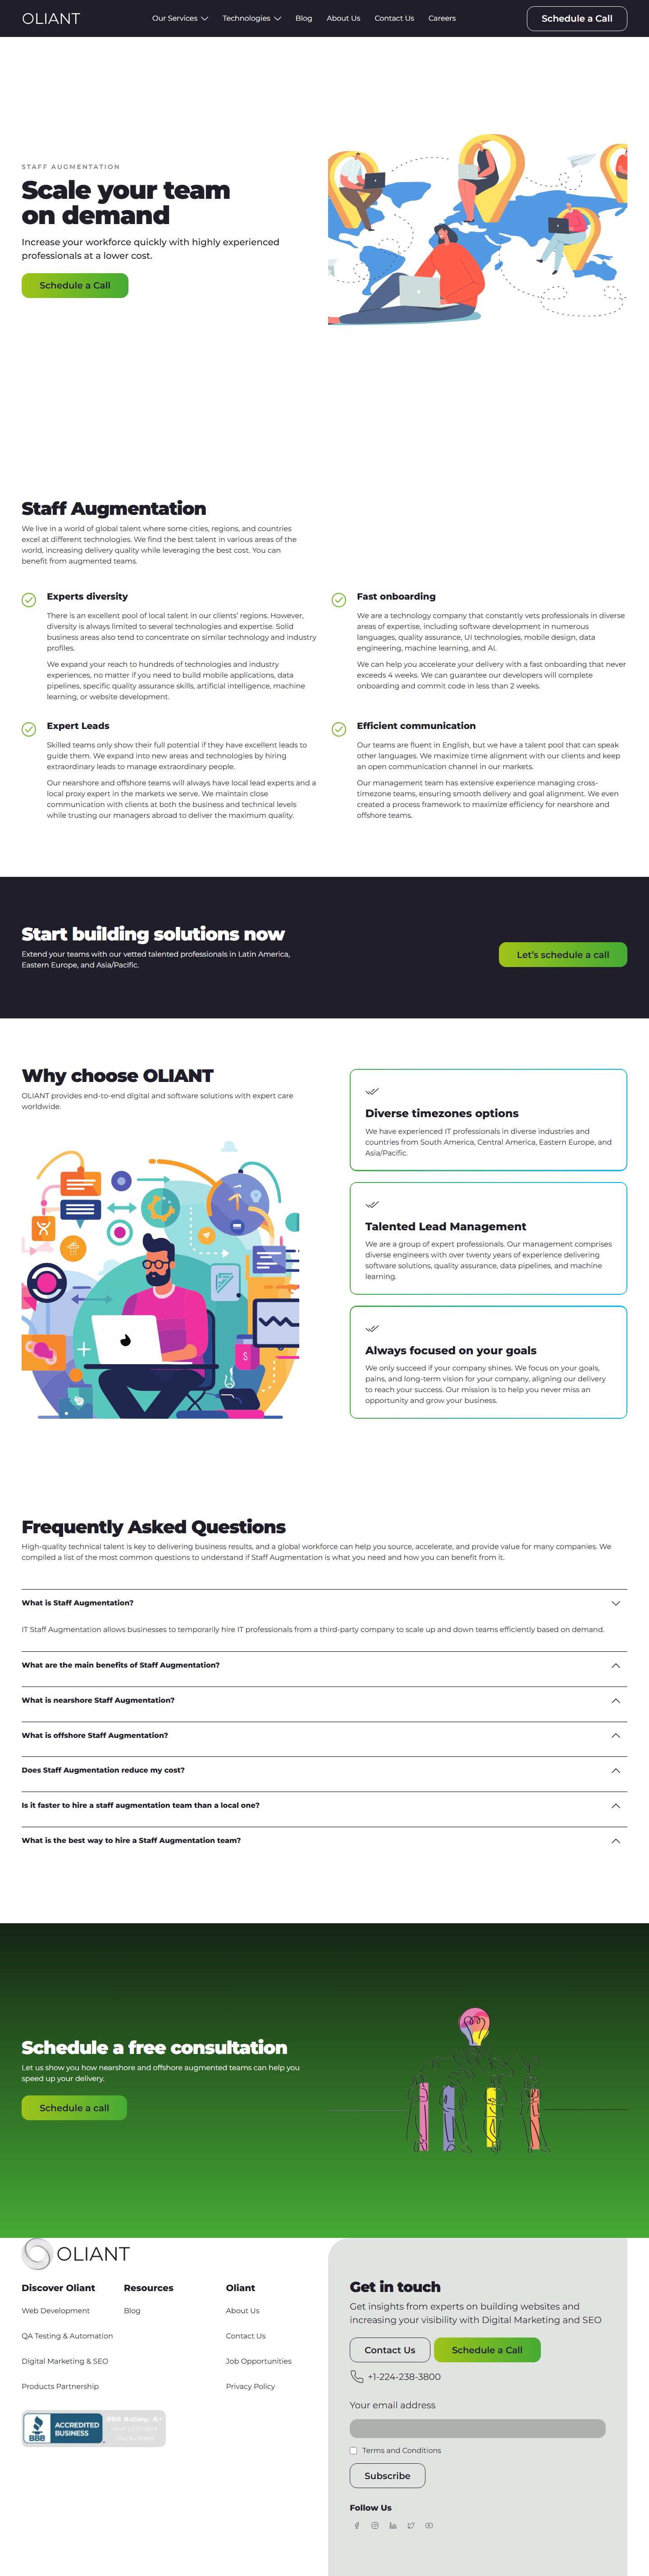 OLIANT
Our Services
Technologies
Blog
About Us
Contact Us
Careers
Schedule a Call
STAFF AUGMENTATION
Scale your team
on demand
Increase your workforce quickly with highly experienced
professionals at a lower cost.
Schedule a Call
Staff Augmentation
We live in a world of global talent where some cities, regions, and countries
excel at different technologies. We find the best talent in various areas of the
world, increasing delivery quality while leveraging the best cost. You can
benefit from augmented teams.
Experts diversity
There is an excellent pool of local talent in our clients’ regions. However,
diversity is always limited to several technologies and expertise. Solid
business areas also tend to concentrate on similar technology and industry
profiles.
We expand your reach to hundreds of technologies and industry
experiences, no matter if you need to build mobile applications, data
pipelines, specific quality assurance skills, artificial intelligence, machine
learning, or website development.
Fast onboarding
We are a technology company that constantly vets professionals in diverse
areas of expertise, including software development in numerous
languages, quality assurance, UI technologies, mobile design, data
engineering, machine learning, and AI.
We can help you accelerate your delivery with a fast onboarding that never
exceeds 4 weeks. We can guarantee our developers will complete
onboarding and commit code in less than 2 weeks.
Expert Leads
Skilled teams only show their full potential if they have excellent leads to
guide them. We expand into new areas and technologies by hiring
extraordinary leads to manage extraordinary people.
Our nearshore and offshore teams will always have local lead experts and a
local proxy expert in the markets we serve. We maintain close
communication with clients at both the business and technical levels
while trusting our managers abroad to deliver the maximum quality.
Efficient communication
Our teams are fluent in English, but we have a talent pool that can speak
other languages. We maximize time alignment with our clients and keep
an open communication channel in our markets.
Our management team has extensive experience managing cross-
timezone teams, ensuring smooth delivery and goal alignment. We even
created a process framework to maximize efficiency for nearshore and
offshore teams.
Start building solutions now
Extend your teams with our vetted talented professionals in Latin America,
Eastern Europe, and Asia/Pacific.
Let’s schedule a call
Why choose OLIANT
OLIANT provides end-to-end digital and software solutions with expert care
worldwide.
Diverse timezones options
We have experienced IT professionals in diverse industries and
countries from South America, Central America, Eastern Europe, and
Asia/Pacific.
Talented Lead Management
We are a group of expert professionals. Our management comprises
diverse engineers with over twenty years of experience delivering
software solutions, quality assurance, data pipelines, and machine
learning.
Always focused on your goals
We only succeed if your company shines. We focus on your goals,
pains, and long-term vision for your company, aligning our delivery
to reach your success. Our mission is to help you never miss an
opportunity and grow your business.
Frequently Asked Questions
High-quality technical talent is key to delivering business results, and a global workforce can help you source, accelerate, and provide value for many companies. We
compiled a list of the most common questions to understand if Staff Augmentation is what you need and how you can benefit from it.
What is Staff Augmentation?
IT Staff Augmentation allows businesses to temporarily hire IT professionals from a third-party company to scale up and down teams efficiently based on demand.
What are the main benefits of Staff Augmentation?
What is nearshore Staff Augmentation?
What is offshore Staff Augmentation?
Does Staff Augmentation reduce my cost?
Is it faster to hire a staff augmentation team than a local one?
What is the best way to hire a Staff Augmentation team?
Schedule a free consultation
Let us show you how nearshore and offshore augmented teams can help you
speed up your delivery.
Schedule a call
OLIANT
Discover Oliant
Web Development
QA Testing & Automation
Digital Marketing & SEO
Products Partnership
Resources
Blog
Oliant
About Us
Contact Us
Job Opportunities
Privacy Policy
BBB
ACCREDITED
BUSINESS
BBB Rating: A+
Get in touch
Get insights from experts on building websites and
increasing your visibility with Digital Marketing and SEO
Contact Us
Schedule a Call
+1-224-238-3800
Your email address
Terms and Conditions
Subscribe
Follow Us